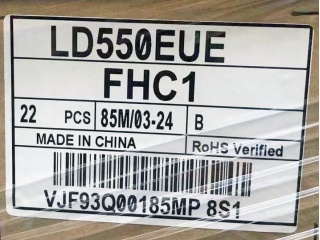 LD550EUE
FHC1
22 PCS 85M/03-24 B
MADE IN CHINA RoHS Verified
VJF93Q00185MP 8S1